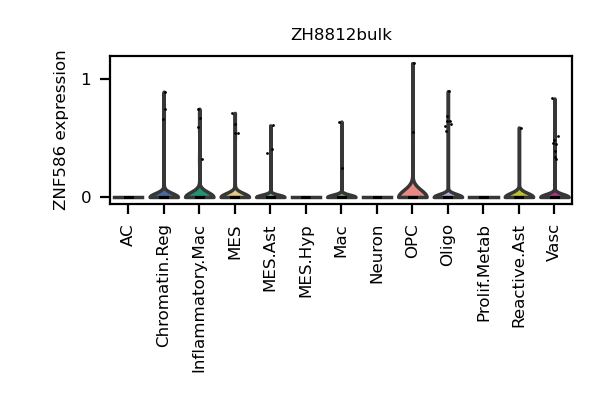 ZH8812bulk
ZNF586 expression
1
0
AC
Chromatin.Reg
Inflammatory.Mac
MES
MES.Ast
MES.Hyp
Mac
Neuron
OPC
Oligo
Prolif.Metab
Reactive.Ast
Vasc